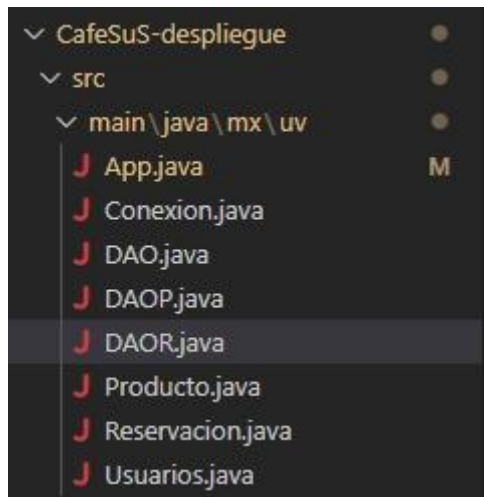 CafeSuS-despliegue
src
main\java\mx\uv
J App.java M
J Conexion.java
J DAO.java
J DAOP.java
J DAOR.java
J Producto.java
J Reservacion.java
J Usuarios.java